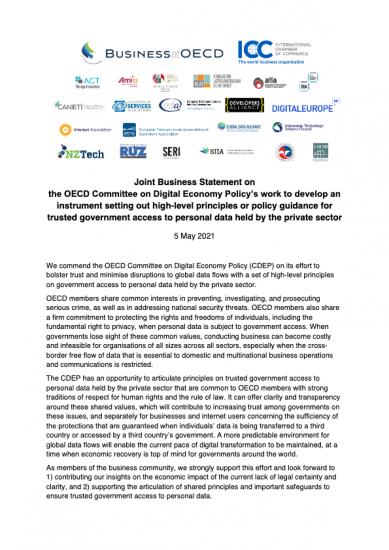 BUSINESSatOECD
ICC
INTERNATIONAL
CHAMBER
OF COMMERCE
The world business organization
ACT
The App Association
CANIETI
DEVELOPERS
ALLIANCE
DIGITALEUROPE
Internet Association
European Telecommunications Network
Operators' Association
GLOBAL DATA ALLIANCE
Information Technology
Industry Council
NZTech
RUZ
SERI
SIIA
Joint Business Statement on
the OECD Committee on Digital Economy Policy's work to develop an
instrument setting out high-level principles or policy guidance for
trusted government access to personal data held by the private sector
5 May 2021
We commend the OECD Committee on Digital Economy Policy (CDEP) on its effort to
bolster trust and minimise disruptions to global data flows with a set of high-level principles
on government access to personal data held by the private sector.
OECD members share common interests in preventing, investigating, and prosecuting
serious crime, as well as in addressing national security threats. OECD members also share
a firm commitment to protecting the rights and freedoms of individuals, including the
fundamental right to privacy, when personal data is subject to government access. When
governments lose sight of these common values, conducting business can become costly
and infeasible for organisations of all sizes across all sectors, especially when the cross-
border free flow of data that is essential to domestic and multinational business operations
and communications is restricted.
The CDEP has an opportunity to articulate principles on trusted government access to
personal data held by the private sector that are common to OECD members with strong
traditions of respect for human rights and the rule of law. It can offer clarity and transparency
around these shared values, which will contribute to increasing trust among governments on
these issues, and separately for businesses and internet users concerning the sufficiency of
the protections that are guaranteed when individuals' data is being transferred to a third
country or accessed by a third country's government. A more predictable environment for
global data flows will enable the current pace of digital transformation to be maintained, at a
time when economic recovery is top of mind for governments around the world.
As members of the business community, we strongly support this effort and look forward to
1) contributing our insights on the economic impact of the current lack of legal certainty and
clarity, and 2) supporting the articulation of shared principles and important safeguards to
ensure trusted government access to personal data.